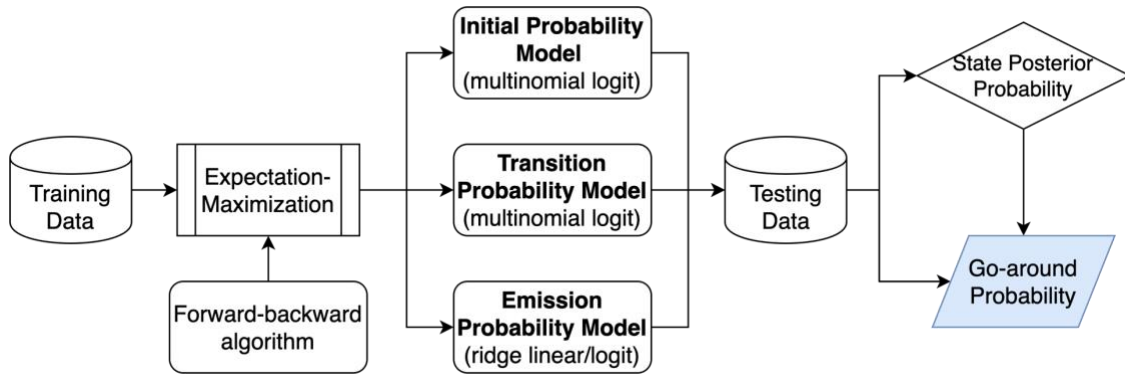 Training
Data
Expectation-
Maximization
Forward-backward
algorithm
Initial Probability
Model
(multinomial logit)
Transition
Probability Model
(multinomial logit)
Emission
Probability Model
(ridge linear/logit)
Testing
Data
State Posterior
Probability
Go-around
Probability